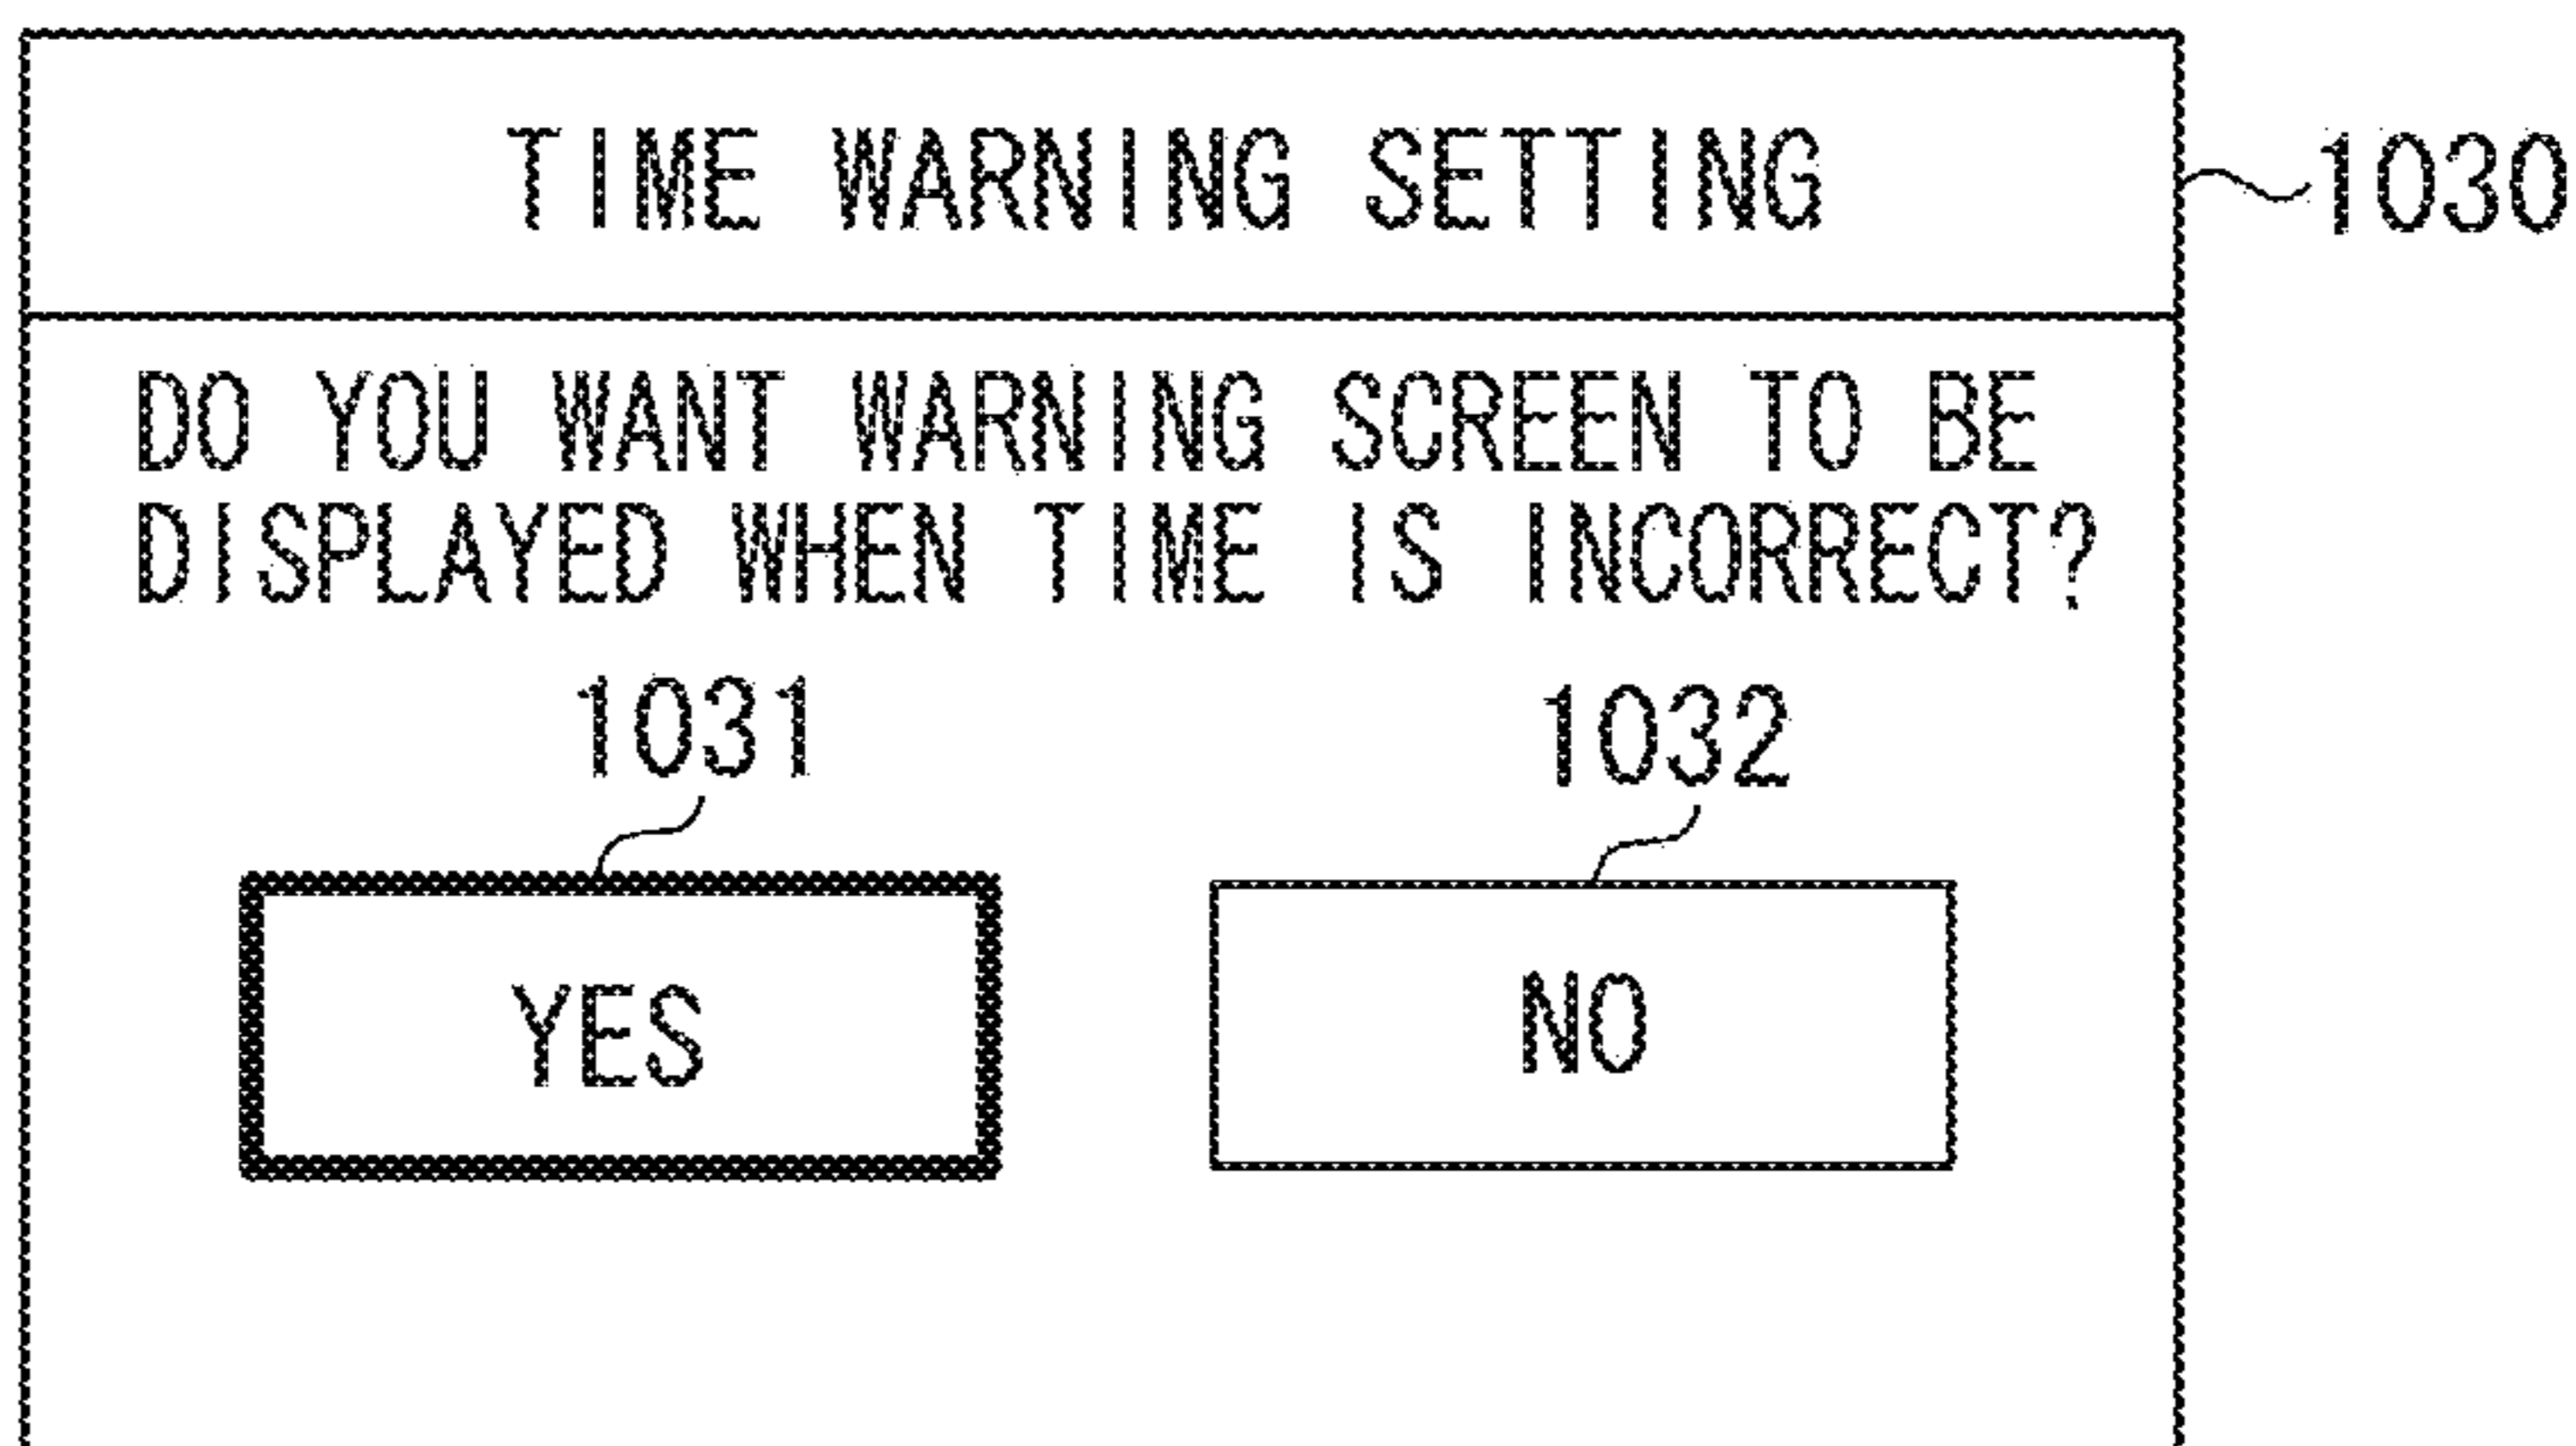 TIME WARNING SETTING
1030
DO YOU WANT WARNING SCREEN TO BE
DISPLAYED WHEN TIME IS INCORRECT?
1031
1032
YES
NO